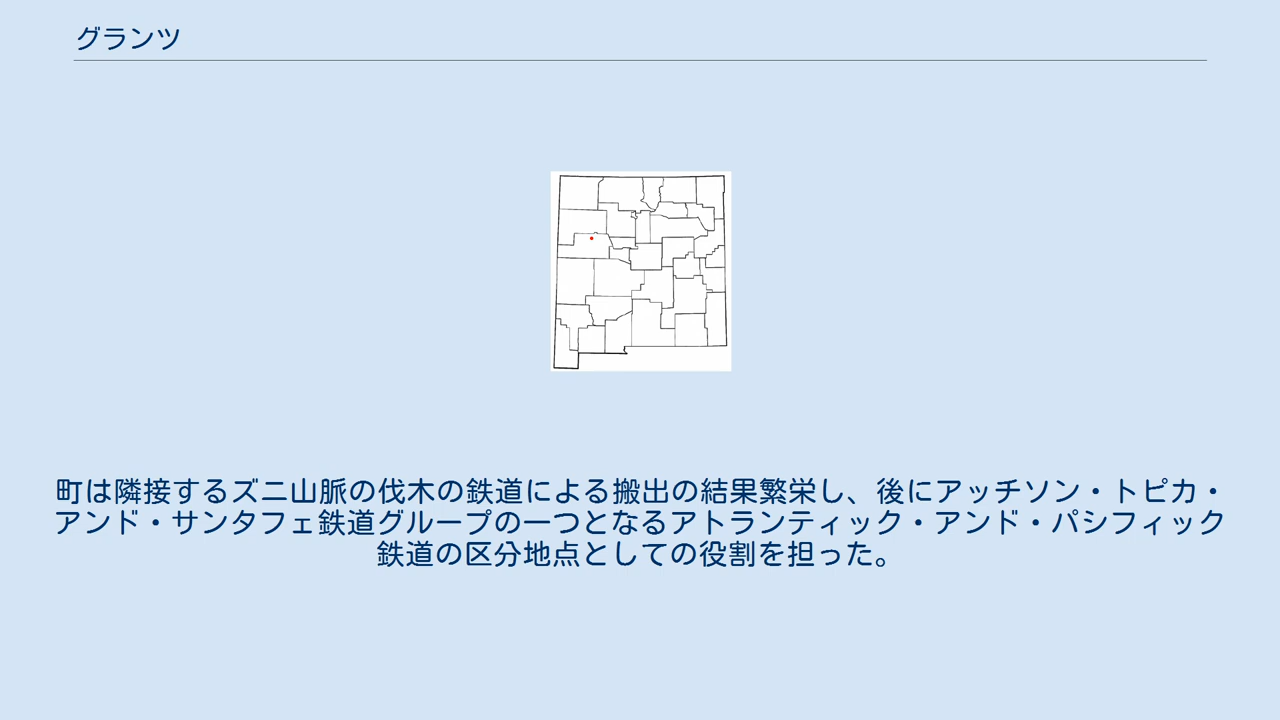 グランツ
町は隣接するズニ山脈の伐木の鉄道による搬出の結果繁栄し、後にアッチソン・トピカ・
アンド・サンタフェ鉄道グループの一つとなるアトランティック・アンド・パシフィック
鉄道の区分地点としての役割を担った。